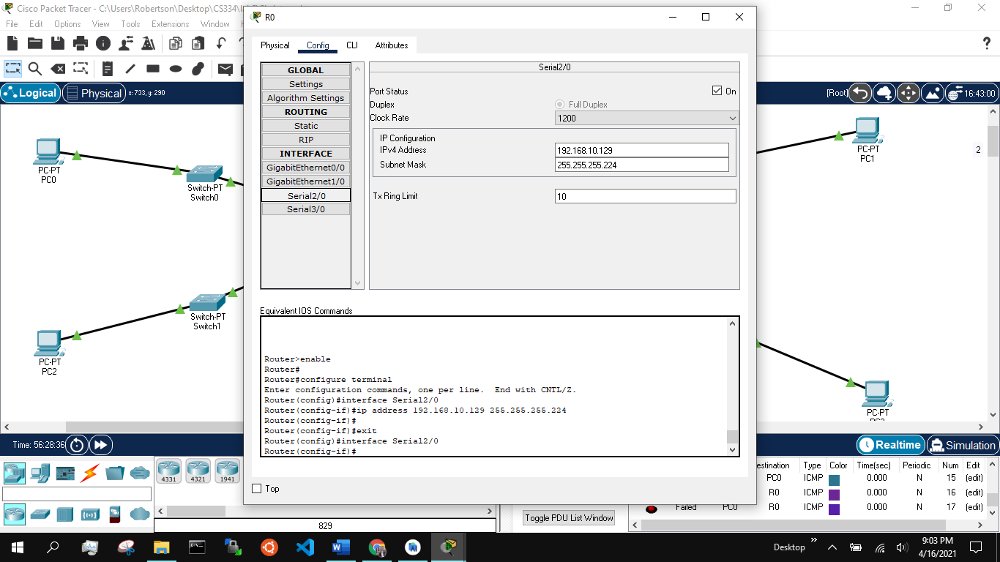 Cisco Packet Tracer - C:\Users\Robertson\Desktop\CS334\
File Edit Options View Tools Extensions Window
R0
Physical Config CLI Attributes
Logical Physical x: 733, y: 290
[Root] 16:43:00
GLOBAL
Settings
Algorithm Settings
ROUTING
Static
RIP
INTERFACE
GigabitEthernet0/0
GigabitEthernet1/0
Serial2/0
Serial3/0
Serial2/0
Port Status On
Duplex Full Duplex
Clock Rate 1200
IP Configuration
IPv4 Address 192.168.10.129
Subnet Mask 255.255.255.224
Tx Ring Limit 10
Equivalent IOS Commands
Router>enable
Router#
Router#configure terminal
Enter configuration commands, one per line. End with CNTL/Z.
Router(config)#interface Serial2/0
Router(config-if)#ip address 192.168.10.129 255.255.255.224
Router(config-if)#
Router(config-if)#exit
Router(config)#interface Serial2/0
Router(config-if)#
Top
PC-PT
PC0
Switch-PT
Switch0
Switch-PT
Switch1
PC-PT
PC2
PC-PT
PC1
2
PC-PT
Time: 56:28:36
Realtime Simulation
4331 4321 1941
829
Toggle PDU List Window
Type Color Time(sec) Periodic Num Edit
PC0 ICMP 0.000 N 15 (edit)
R0 ICMP 0.000 N 16 (edit)
Failed PC0 R0 ICMP 0.000 N 17 (edit)
Desktop
9:03 PM
4/16/2021